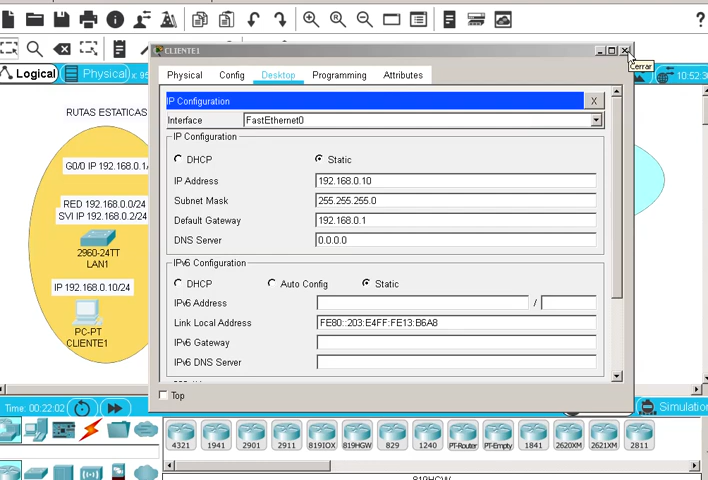 CLIENTE1
Cerrar
Logical
Physical
x: 95
10:52:3
Physical
Config
Desktop
Programming
Attributes
IP Configuration
X
Interface
FastEthernet0
IP Configuration
DHCP
Static
IP Address
192.168.0.10
Subnet Mask
255.255.255.0
Default Gateway
192.168.0.1
DNS Server
0.0.0.0
IPv6 Configuration
DHCP
Auto Config
Static
IPv6 Address
/
Link Local Address
FE80::203:E4FF:FE13:B6A8
IPv6 Gateway
IPv6 DNS Server
Top
RUTAS ESTATICAS
G0/0 IP 192.168.0.1/
RED 192.168.0.0/24
SVI IP 192.168.0.2/24
2960-24TT
LAN1
IP 192.168.0.10/24
PC-PT
CLIENTE1
Time: 00:22:02
Simulation
4321
1941
2901
2911
819IOX
819HGW
829
1240
PT-Router
PT-Empty
1841
2620XM
2621XM
2811
819HGW
?